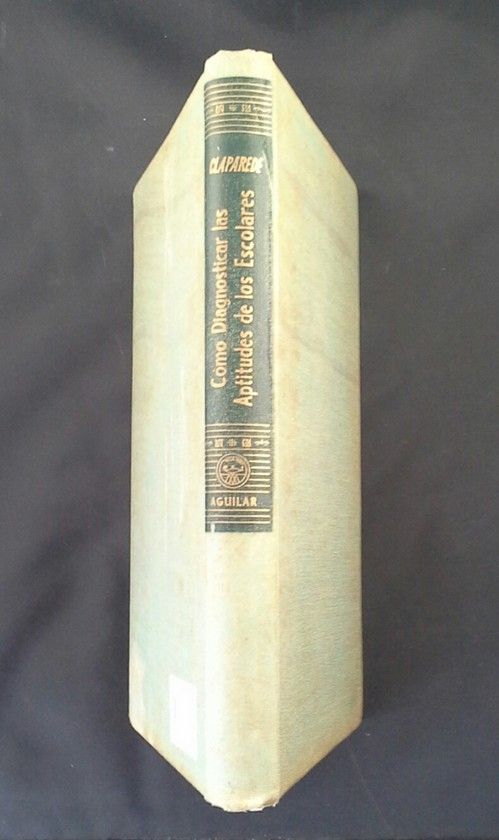 CLAPAREDE
Cómo Diagnosticar las
Aptitudes de los Escolares
AGUILAR